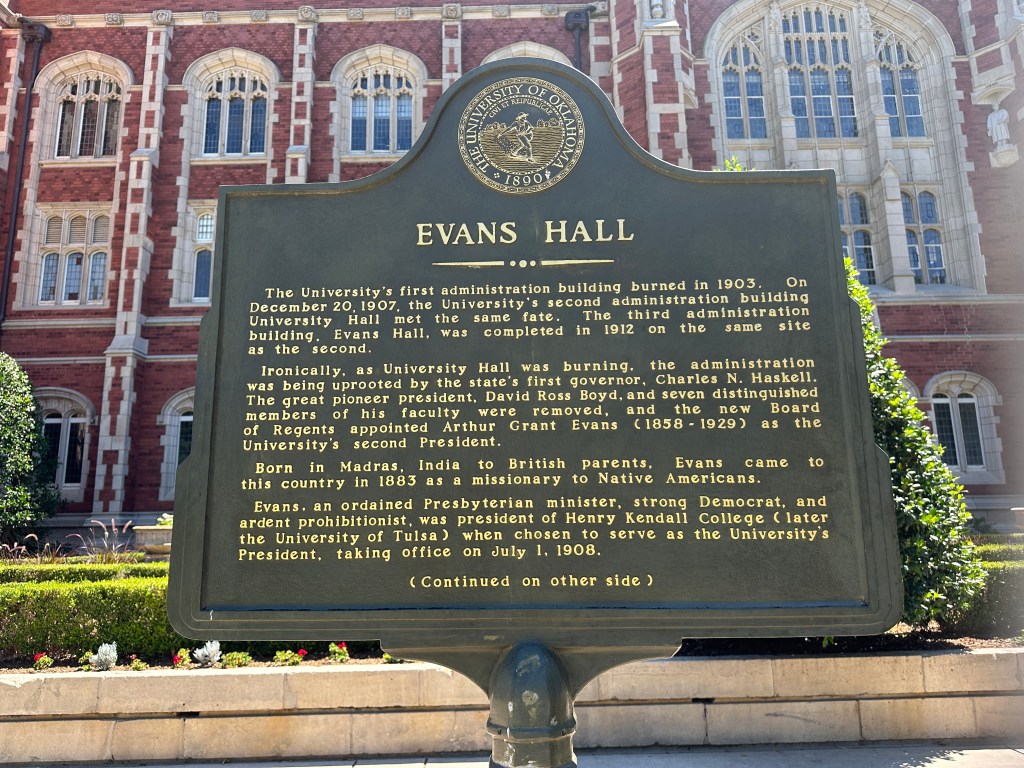 THE UNIVERSITY OF OKLAHOMA
CIVI ET REIPUBLICAE
1890
EVANS HALL
The University's first administration building burned in 1903. On
December 20, 1907, the University's second administration building
University Hall met the same fate. The third administration
building, Evans Hall, was completed in 1912 on the same site
as the second.
Ironically, as University Hall was burning, the administration
was being uprooted by the state's first governor, Charles N. Haskell.
The great pioneer president, David Ross Boyd, and seven distinguished
members of his faculty were removed, and the new Board
of Regents appointed Arthur Grant Evans (1858-1929) as the
University's second President.
Born in Madras, India to British parents, Evans came to
this country in 1883 as a missionary to Native Americans.
Evans, an ordained Presbyterian minister, strong Democrat, and
ardent prohibitionist, was president of Henry Kendall College (later
the University of Tulsa) when chosen to serve as the University's
President, taking office on July 1, 1908.
(Continued on other side)